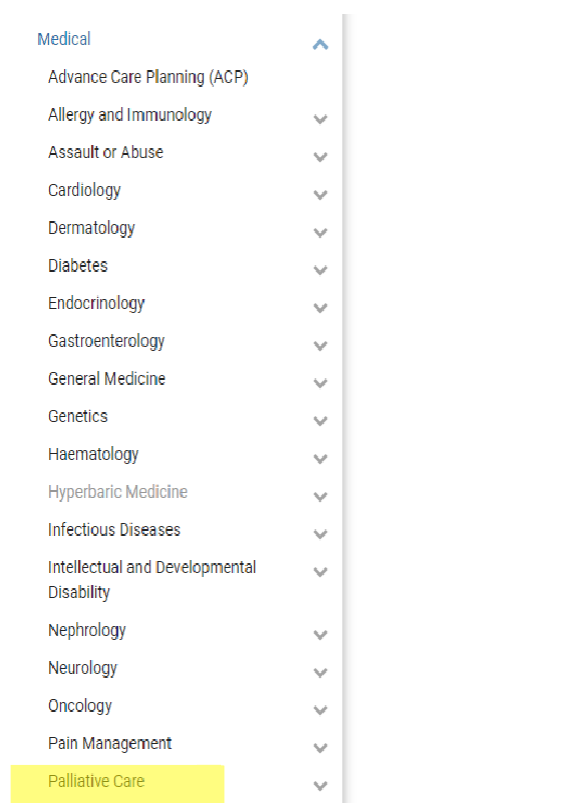 Medical
Advance Care Planning (ACP)
Allergy and Immunology
Assault or Abuse
Cardiology
Dermatology
Diabetes
Endocrinology
Gastroenterology
General Medicine
Genetics
Haematology
Hyperbaric Medicine
Infectious Diseases
Intellectual and Developmental
Disability
Nephrology
Neurology
Oncology
Pain Management
Palliative Care